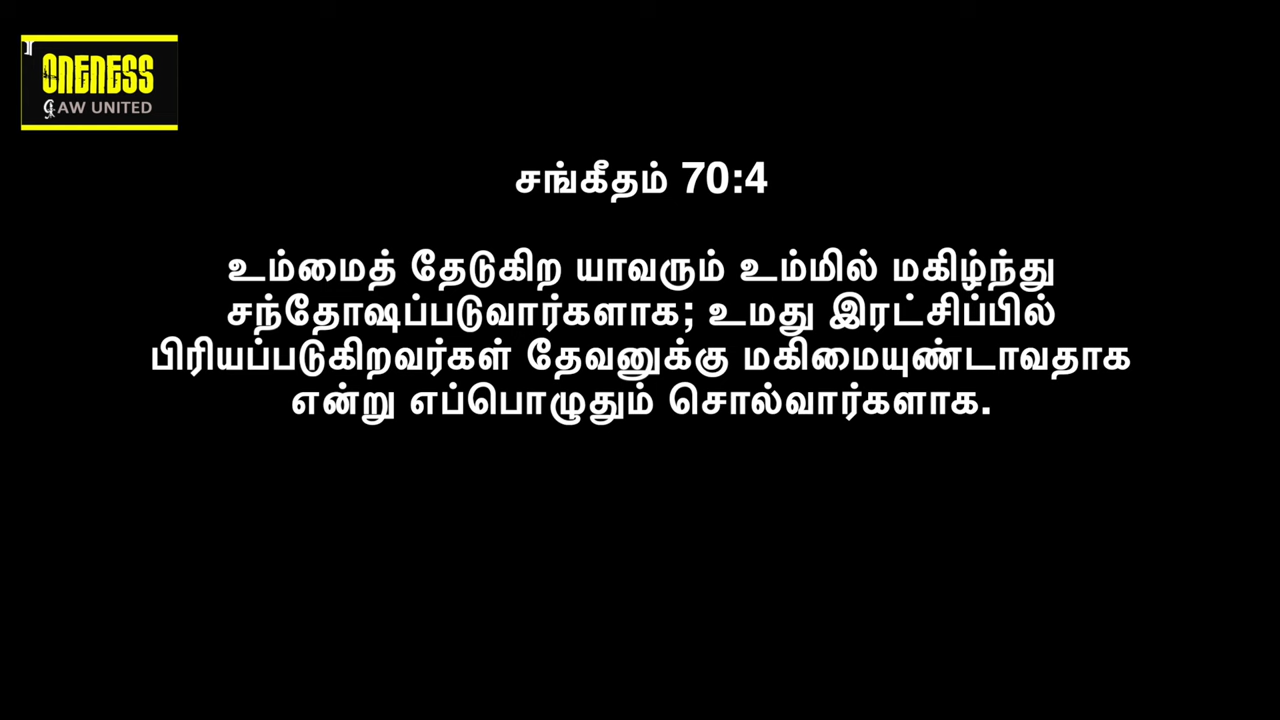 ONENESS
AW UNITED
சங்கீதம் 70:4
உம்மைத் தேடுகிற யாவரும் உம்மில் மகிழ்ந்து
சந்தோஷப்படுவார்களாக; உமது இரட்சிப்பில்
பிரியப்படுகிறவர்கள் தேவனுக்கு மகிமையுண்டாவதாக
என்று எப்பொழுதும் சொல்வார்களாக.